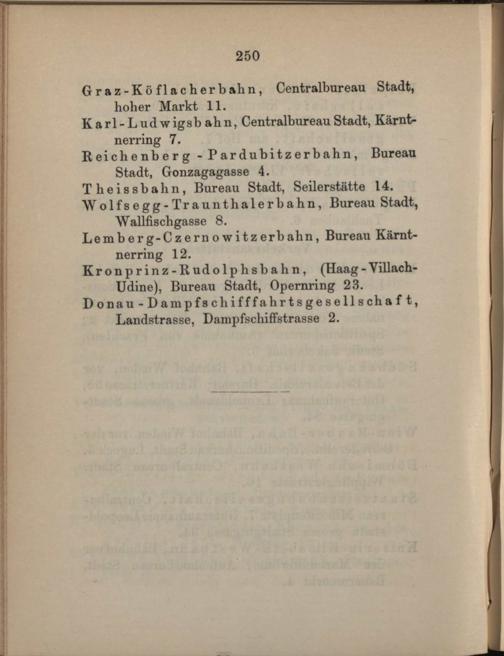 250
Graz-Köflacherbahn, Centralbureau Stadt,
hoher Markt 11.
Karl-Ludwigsbahn, Centralbureau Stadt, Kärnt-
nerring 7.
Reichenberg-Pardubitzerbahn, Bureau
Stadt, Gonzagagasse 4.
Theissbahn, Bureau Stadt, Seilerstätte 14.
Wolfsegg-Traunthalerbahn, Bureau Stadt,
Wallfischgasse 8.
Lemberg-Czernowitzerbahn, Bureau Kärnt-
nerring 12.
Kronprinz-Rudolphsbahn, (Haag-Villach-
Udine), Bureau Stadt, Opernring 23.
Donau-Dampfschifffahrtsgesellschaft,
Landstrasse, Dampfschiffstrasse 2.